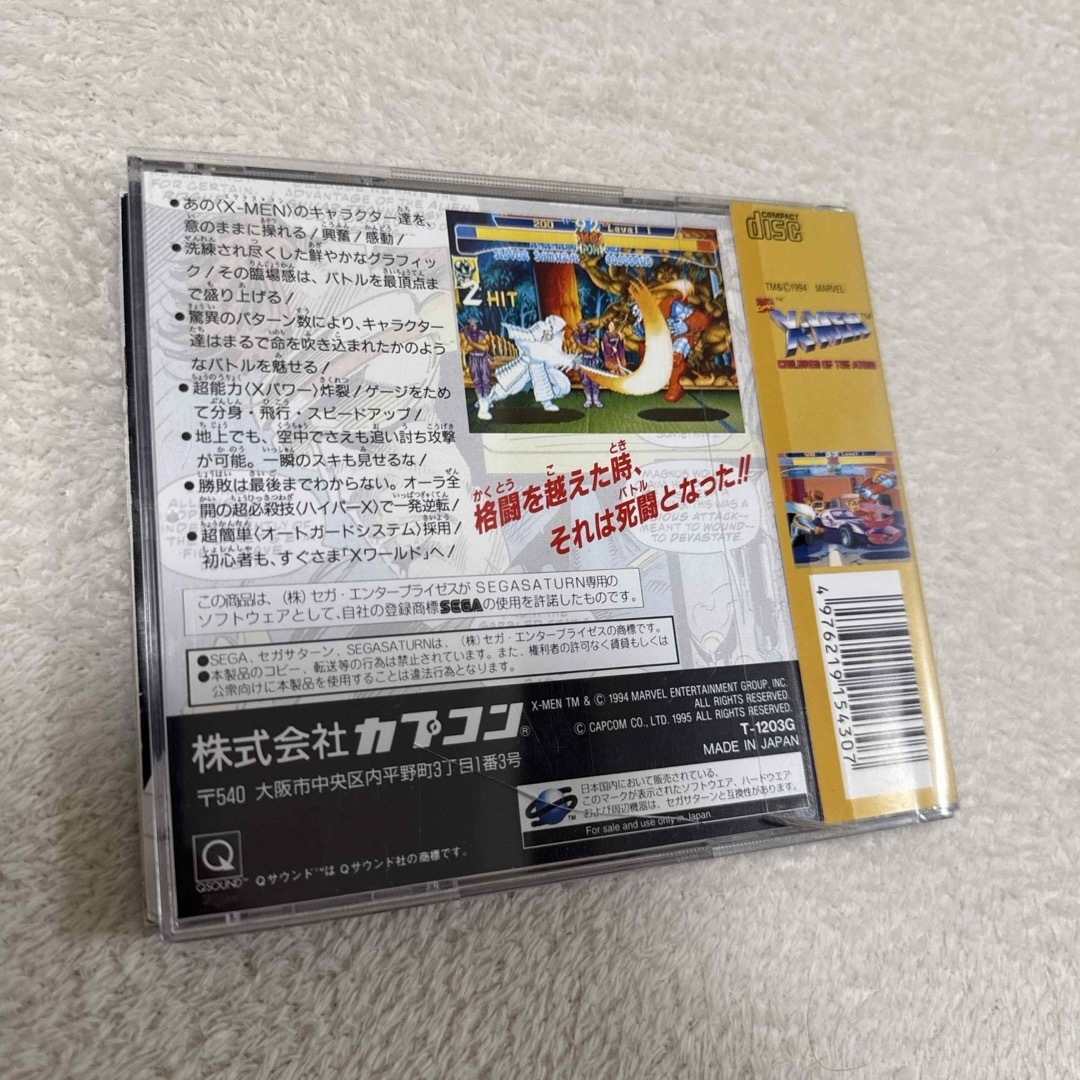 FOR CERTAIN,
ADVANTAGE OF THE ALIEN
●あの〈X-MEN〉のキャラクター達を、
意のままに操れる!興奮!感動!
●洗練され尽くした鮮やかなグラフィッ
ク!その臨場感は、バトルを最頂点ま
で盛り上げる!
●驚異のパターン数により、キャラクター
達はまるで命を吹き込まれたかのよう
なバトルを魅せる!
●超能力〈Xパワー〉炸裂!ゲージをため
て分身・飛行・スピードアップ!
●地上でも、空中でさえも追い討ち攻撃
が可能。一瞬のスキも見せるな!
●勝敗は最後までわからない。オーラ全
開の超必殺技〈ハイパーX〉で一発逆転!
●超簡単〈オートガードシステム〉採用!
初心者も、すぐさま「Xワールド」へ!
200
92
Level 1
2 HIT
格闘を越えた時、
それは死闘となった!!
MAGNUS WOULD
ATTACK--
MEANT TO WOUND--
TO DEVASTATE.
この商品は、(株)セガ・エンタープライゼスが SEGASATURN専用の
ソフトウェアとして、自社の登録商標SEGAの使用を許諾したものです。
●SEGA、セガサターン、SEGASATURNは、(株)セガ・エンタープライゼスの商標です。
●本製品のコピー、転送等の行為は禁止されています。また、権利者の許可なく賃貸もしくは
公衆向けに本製品を使用することは違法行為となります。
株式会社カプコン®
〒540 大阪市中央区内平野町3丁目1番3号
X-MEN TM & © 1994 MARVEL ENTERTAINMENT GROUP, INC.
ALL RIGHTS RESERVED.
© CAPCOM CO., LTD. 1995 ALL RIGHTS RESERVED.
T-1203G
MADE IN JAPAN
TM
日本国内において販売されている、
このマークが表示されたソフトウエア、ハードウエア
および周辺機器は、セガサターンと互換性があります。
For sale and use only in Japan.
Q
QSOUND™ Qサウンド™は Qサウンド社の商標です。
COMPACT
disc
TM&©1994 MARVEL
X-MEN™
CHILDREN OF THE ATOM
4976219154307